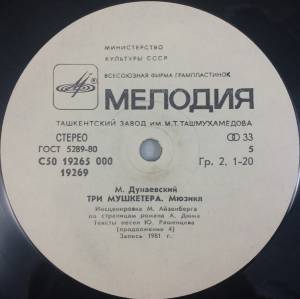 МИНИСТЕРСТВО
КУЛЬТУРЫ СССР
ВСЕСОЮЗНАЯ ФИРМА ГРАМПЛАСТИНОК
МЕЛОДИЯ
ТАШКЕНТСКИЙ ЗАВОД ИМ. М.Т. ТАШМУХАМЕДОВА
СТЕРЕО 33
ГОСТ 5289-80 5
С50 19265 000 Гр. 2, 1-20
19269
М. Дунаевский
ТРИ МУШКЕТЕРА. Мюзикл
Инсценировка М. Айзенберга
по страницам романа А. Дюма
Тексты песен Ю. Ряшенцева
(продолжение 4)
Запись 1981 г.